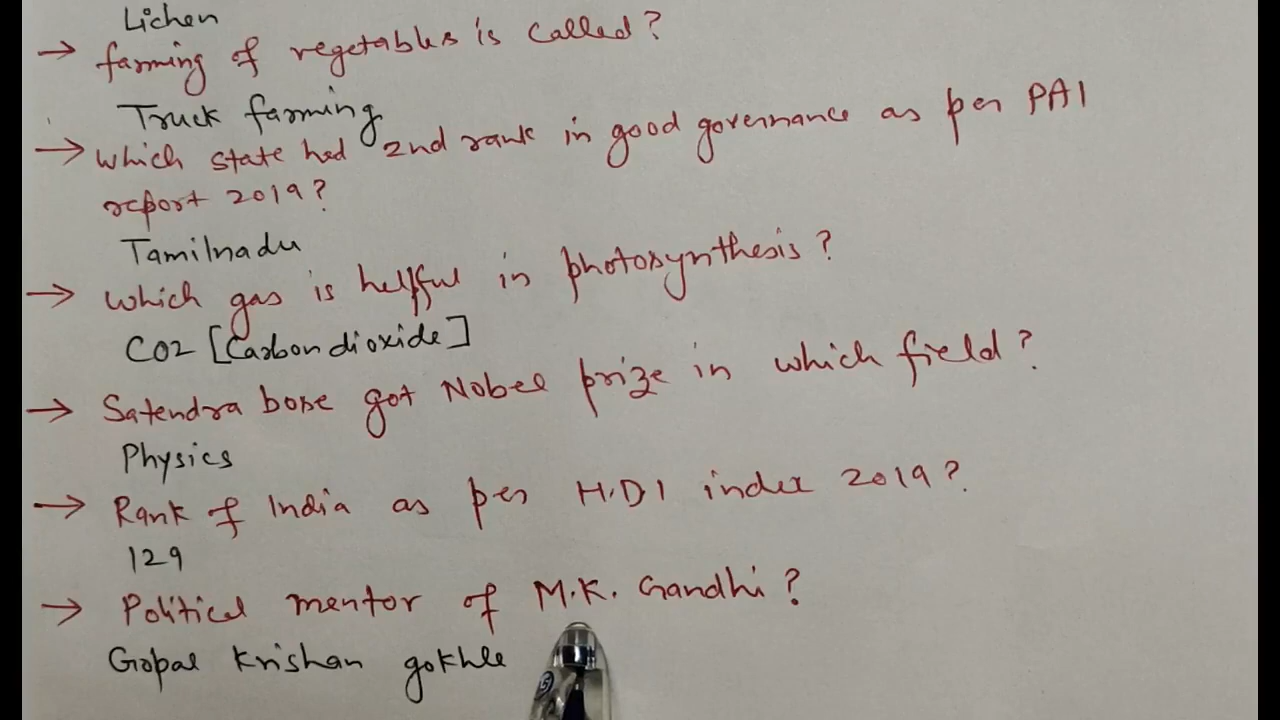 Lichen
→ farming of vegetables is called?
Truck farming
→ which state had 2nd rank in good governance as per PAI
report 2019?
Tamilnadu
→ which gas is helpful in photosynthesis?
CO2 [Carbondioxide]
→ Satendra bose got Nobel prize in which field?
Physics
→ Rank of India as per H.D.I index 2019?
129
→ Political mentor of M.K. Gandhi?
Gopal Krishan gokhle